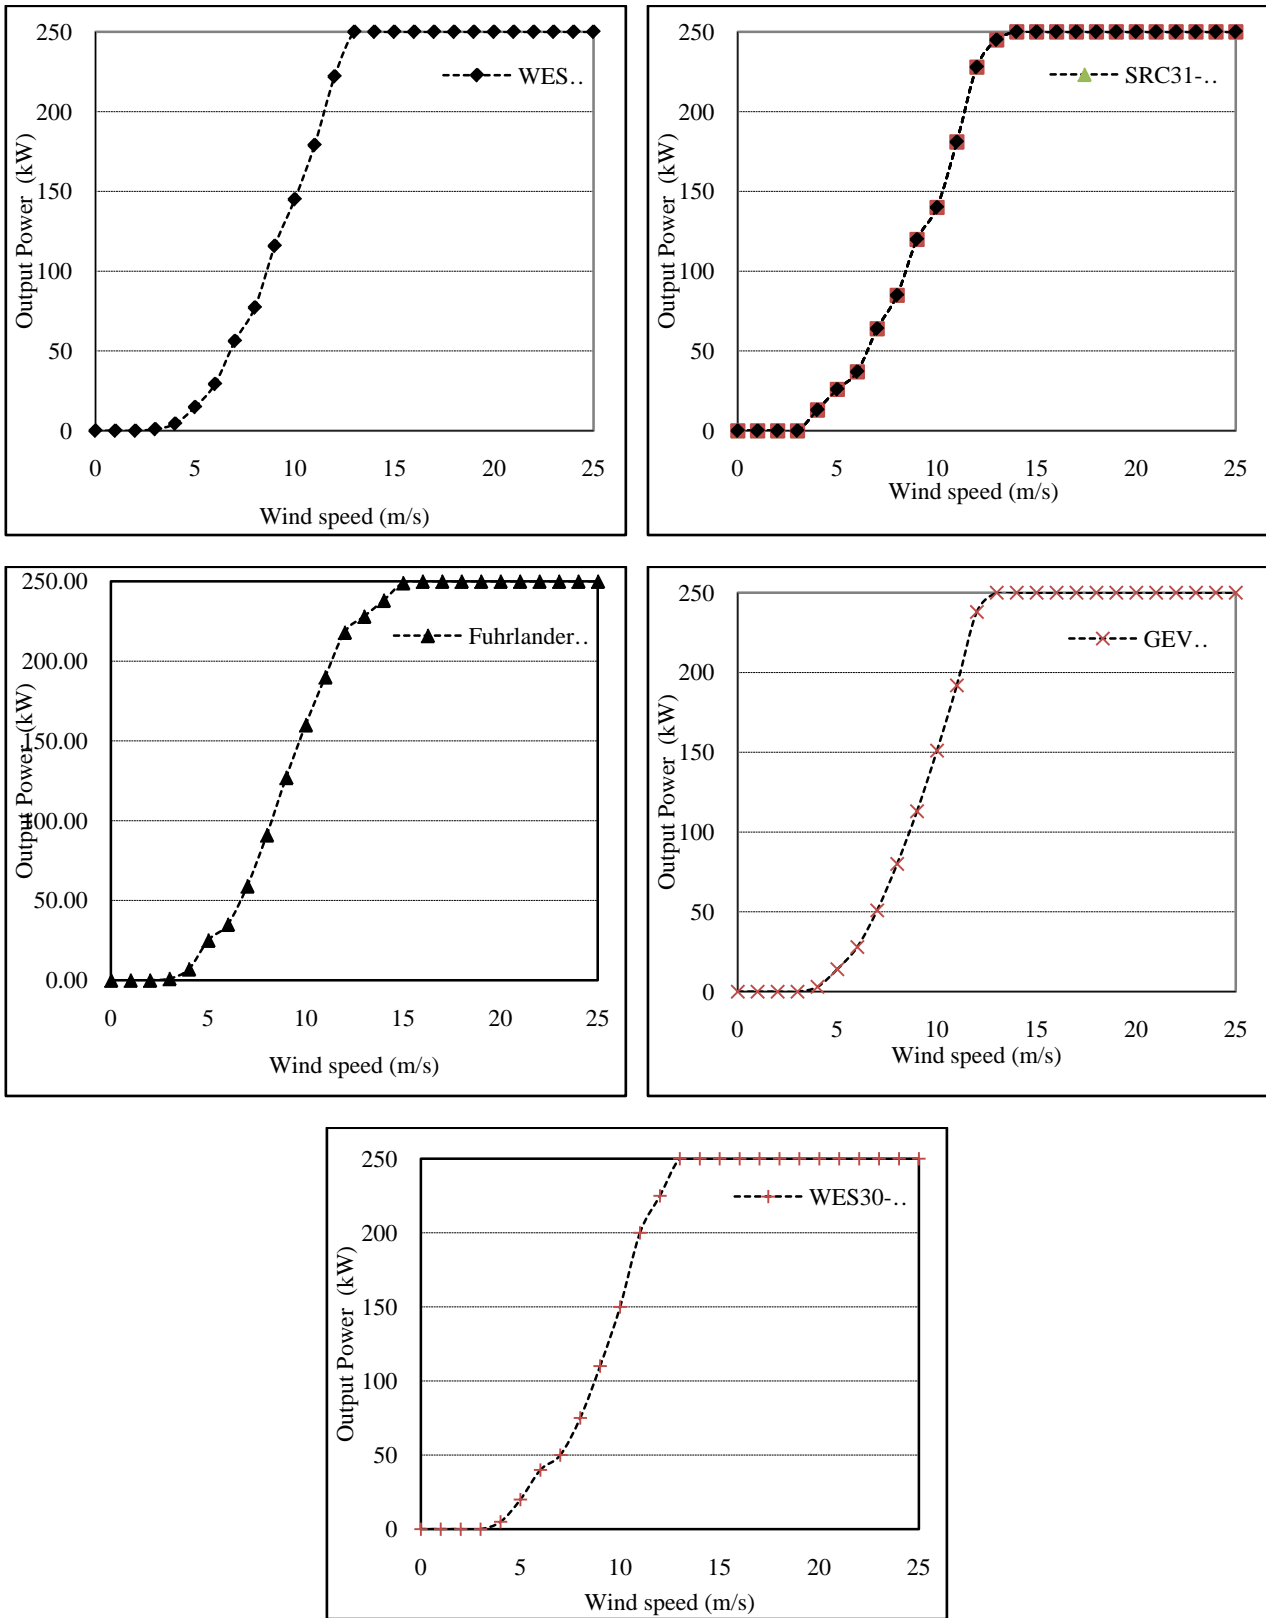 250
200
150
100
50
0
Output Power (kW)
WES..
0 5 10 15 20 25
Wind speed (m/s)
250
200
150
100
50
0
Output Power (kW)
SRC31-..
0 5 10 15 20 25
Wind speed (m/s)
250.00
200.00
150.00
100.00
50.00
0.00
Output Power (kW)
Fuhrlander..
0 5 10 15 20 25
Wind speed (m/s)
250
200
150
100
50
0
Output Power (kW)
GEV..
0 5 10 15 20 25
Wind speed (m/s)
250
200
150
100
50
0
Output Power (kW)
WES30-..
0 5 10 15 20 25
Wind speed (m/s)